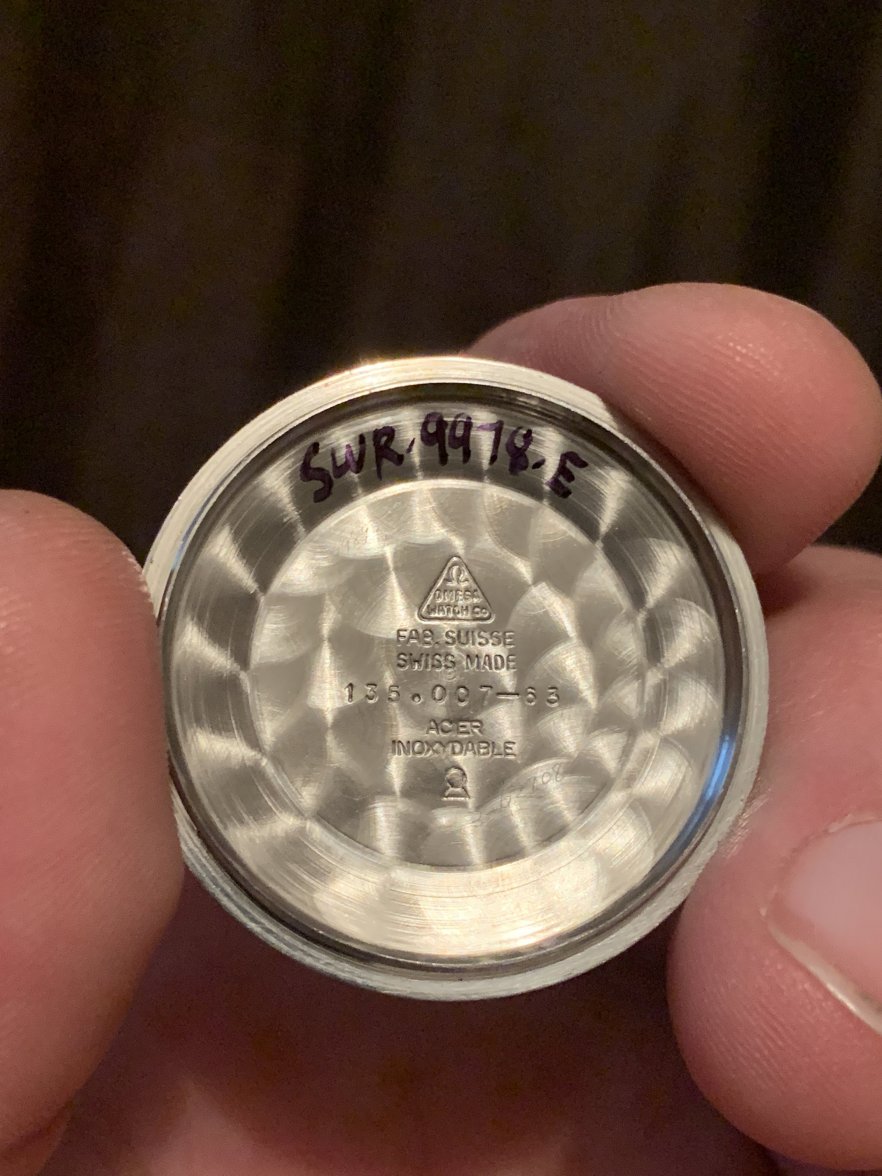 SWR.9978.E
Ω
OMEGA
WATCH Co
FAB. SUISSE
SWISS MADE
135.007-63
ACIER
INOXYDABLE